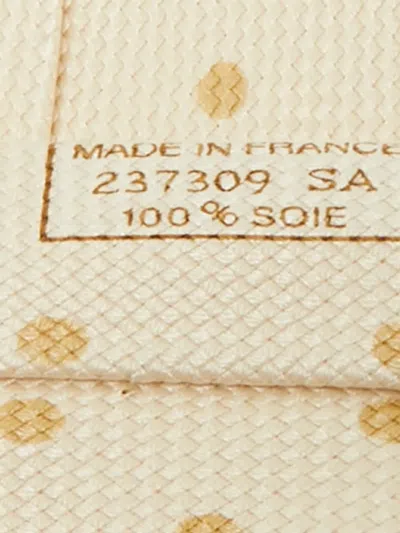 MADE IN FRANCE
237309 SA
100% SOIE